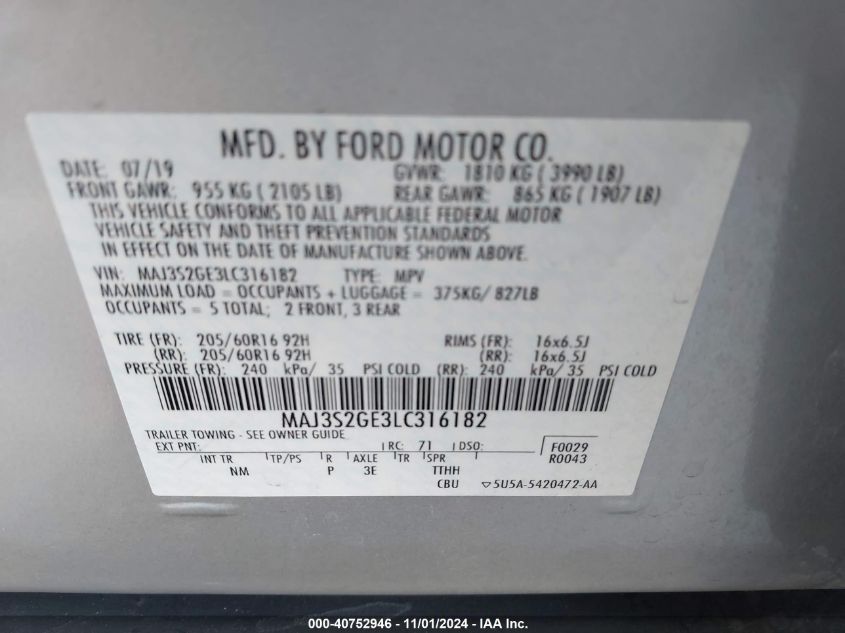 MFD. BY FORD MOTOR CO.
DATE: 07/19 GVWR: 1810 KG ( 3990 LB)
FRONT GAWR: 955 KG ( 2105 LB) REAR GAWR: 865 KG ( 1907 LB)
THIS VEHICLE CONFORMS TO ALL APPLICABLE FEDERAL MOTOR
VEHICLE SAFETY AND THEFT PREVENTION STANDARDS
IN EFFECT ON THE DATE OF MANUFACTURE SHOWN ABOVE.
VIN: MAJ3S2GE3LC316182 TYPE: MPV
MAXIMUM LOAD = OCCUPANTS + LUGGAGE = 375KG/ 827LB
OCCUPANTS = 5 TOTAL; 2 FRONT, 3 REAR
TIRE (FR): 205/60R16 92H RIMS (FR): 16x6.5J
(RR): 205/60R16 92H (RR): 16x6.5J
PRESSURE (FR): 240 kPa/ 35 PSI COLD (RR): 240 kPa/ 35 PSI COLD
MAJ3S2GE3LC316182
TRAILER TOWING - SEE OWNER GUIDE
EXT PNT: RC: 71 DSO: F0029
INT TR TP/PS R AXLE TR SPR R0043
NM P 3E TTHH
CBU 5U5A-5420472-AA
000-40752946 - 11/01/2024 - IAA Inc.